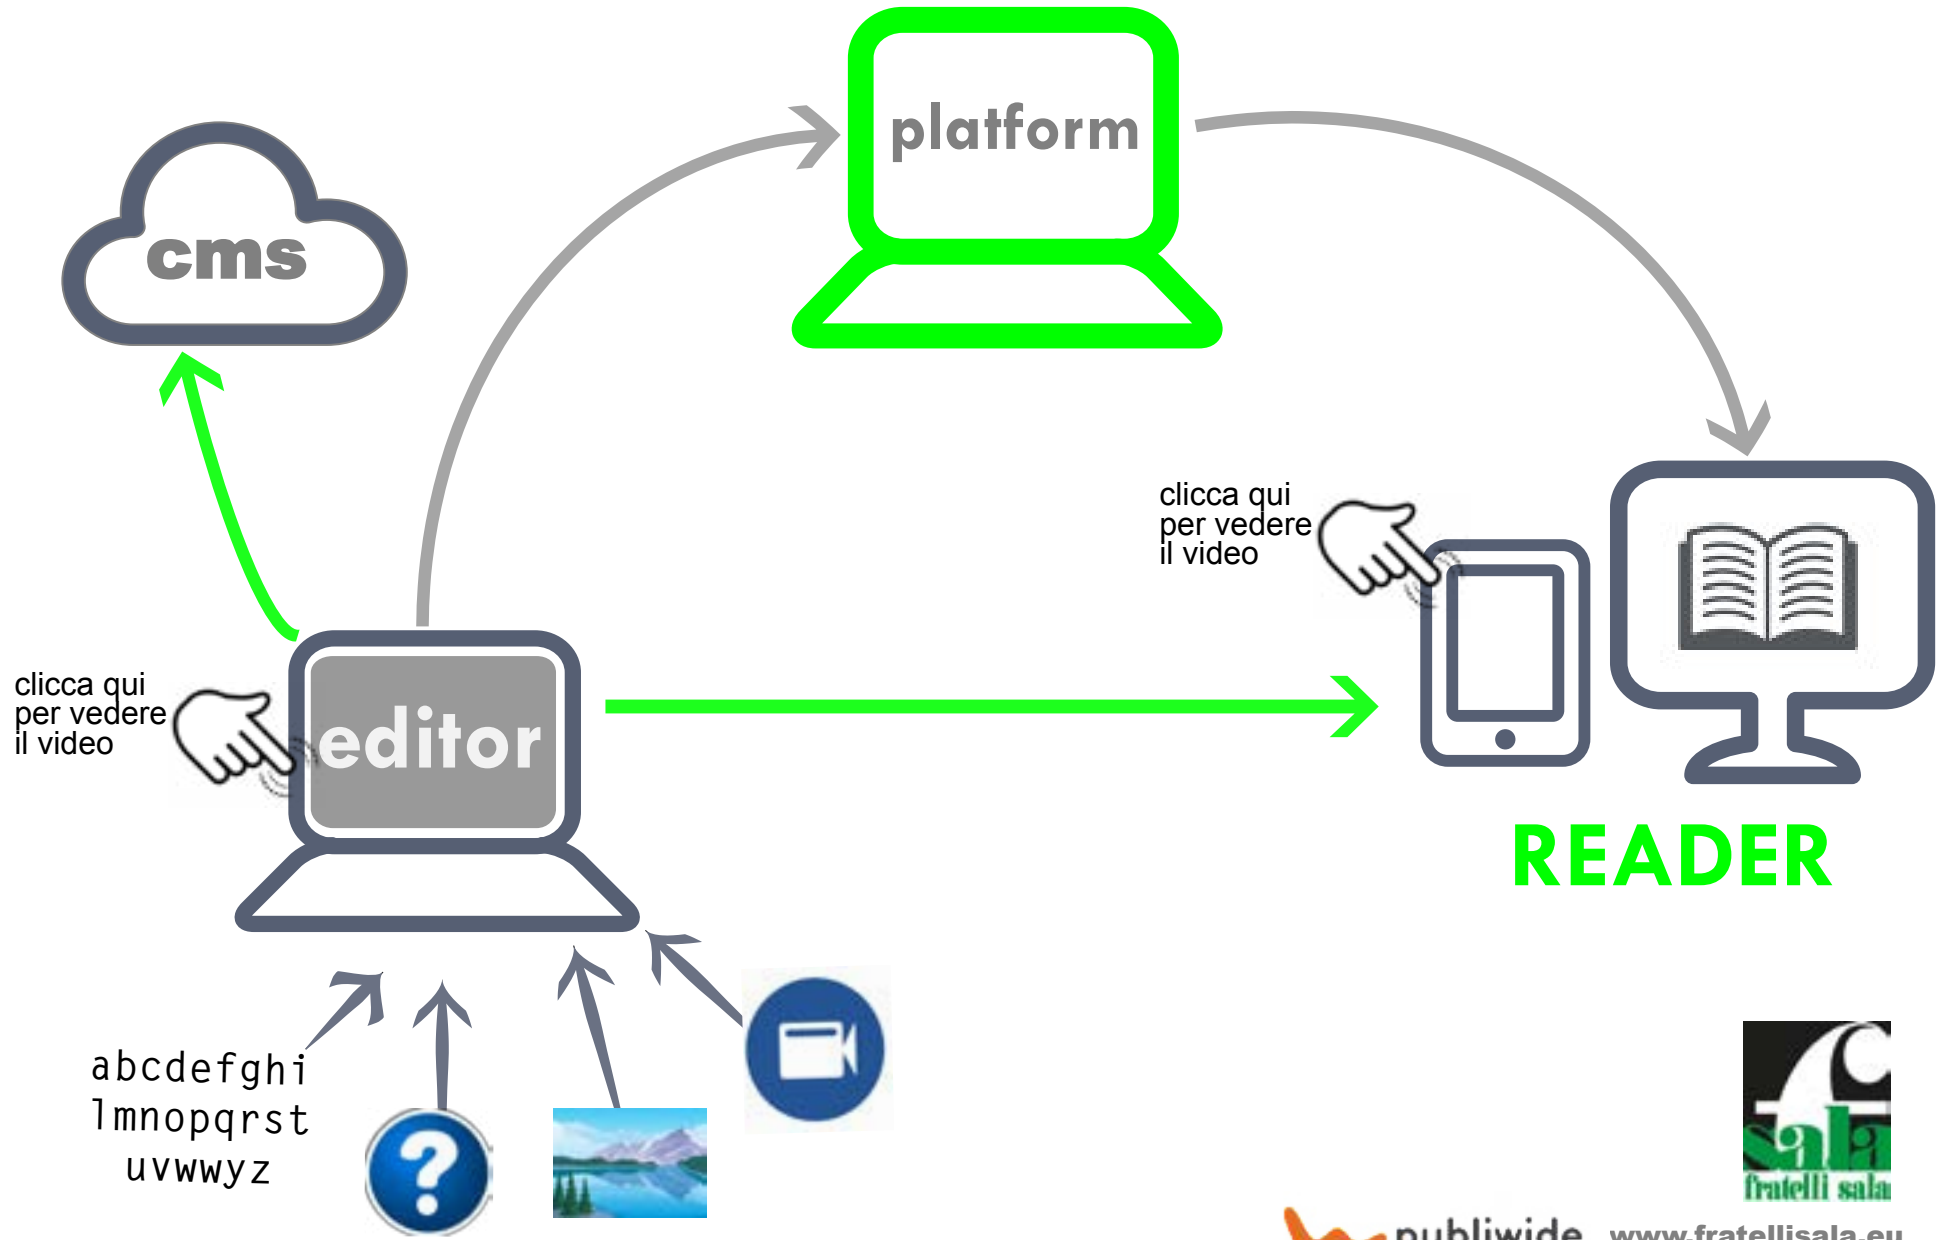 platform
cms
clicca qui
per vedere
il video
clicca qui
per vedere
il video
editor
READER
abcdefghi
lmnopqrst
uvwwyz
sala
fratelli sala
publiwide
www.fratellisala.eu